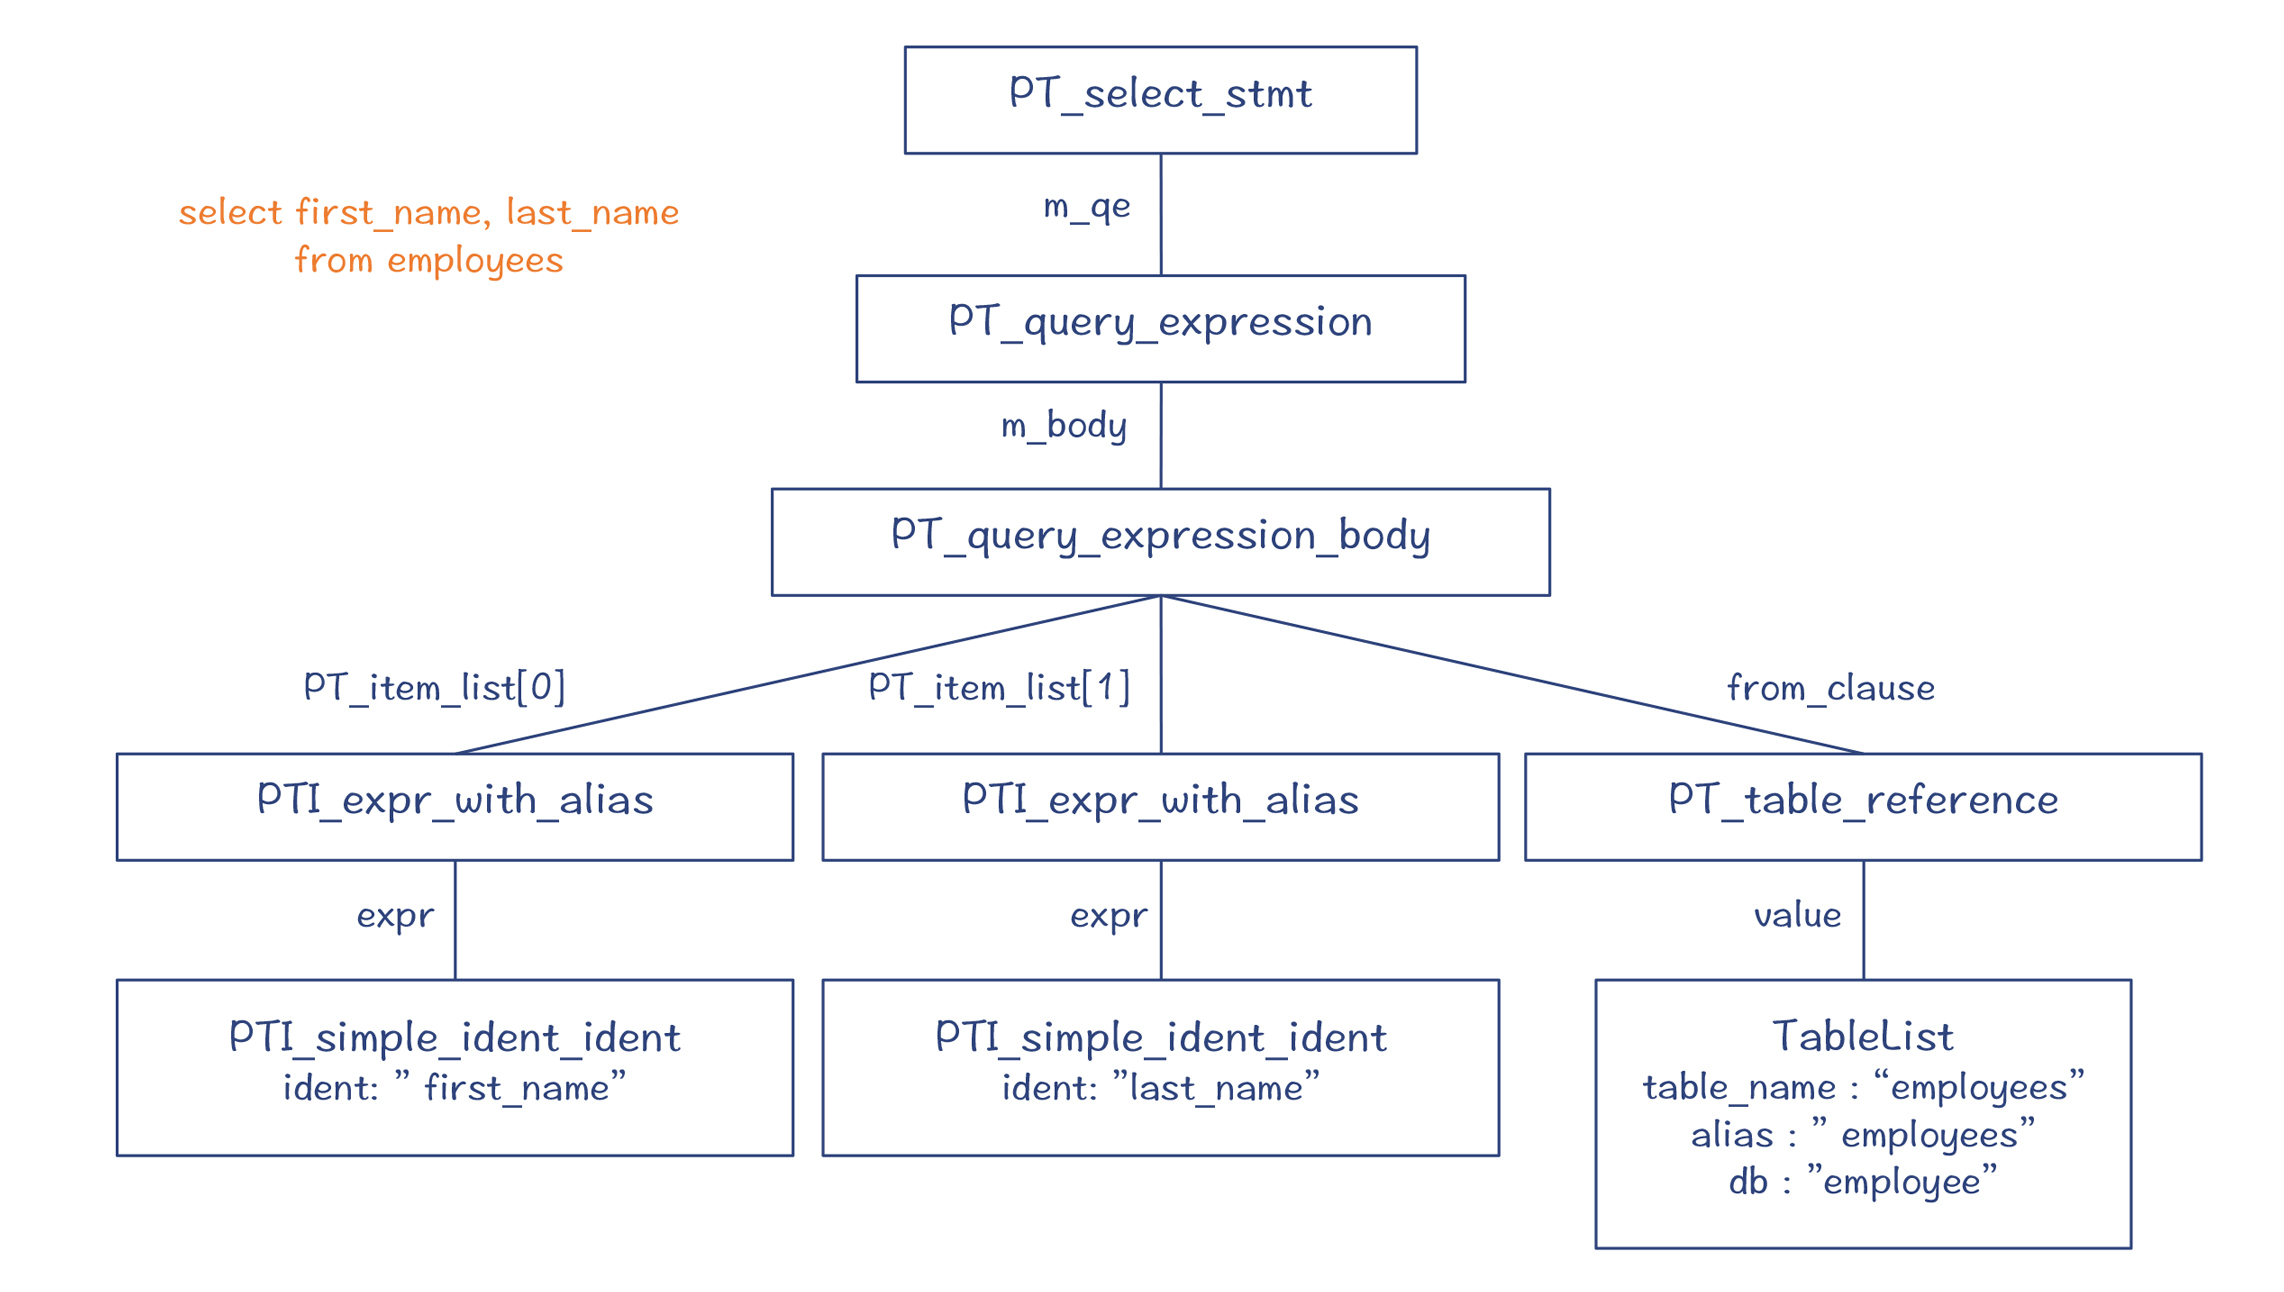 PT_select_stmt
select first_name, last_name
from employees
m_qe
PT_query_expression
m_body
PT_query_expression_body
PT_item_list[0]
PT_item_list[1]
from_clause
PTI_expr_with_alias
PTI_expr_with_alias
PT_table_reference
expr
expr
value
PTI_simple_ident_ident
ident: ” first_name”
PTI_simple_ident_ident
ident: ”last_name”
TableList
table_name : “employees”
alias : ” employees”
db : ”employee”